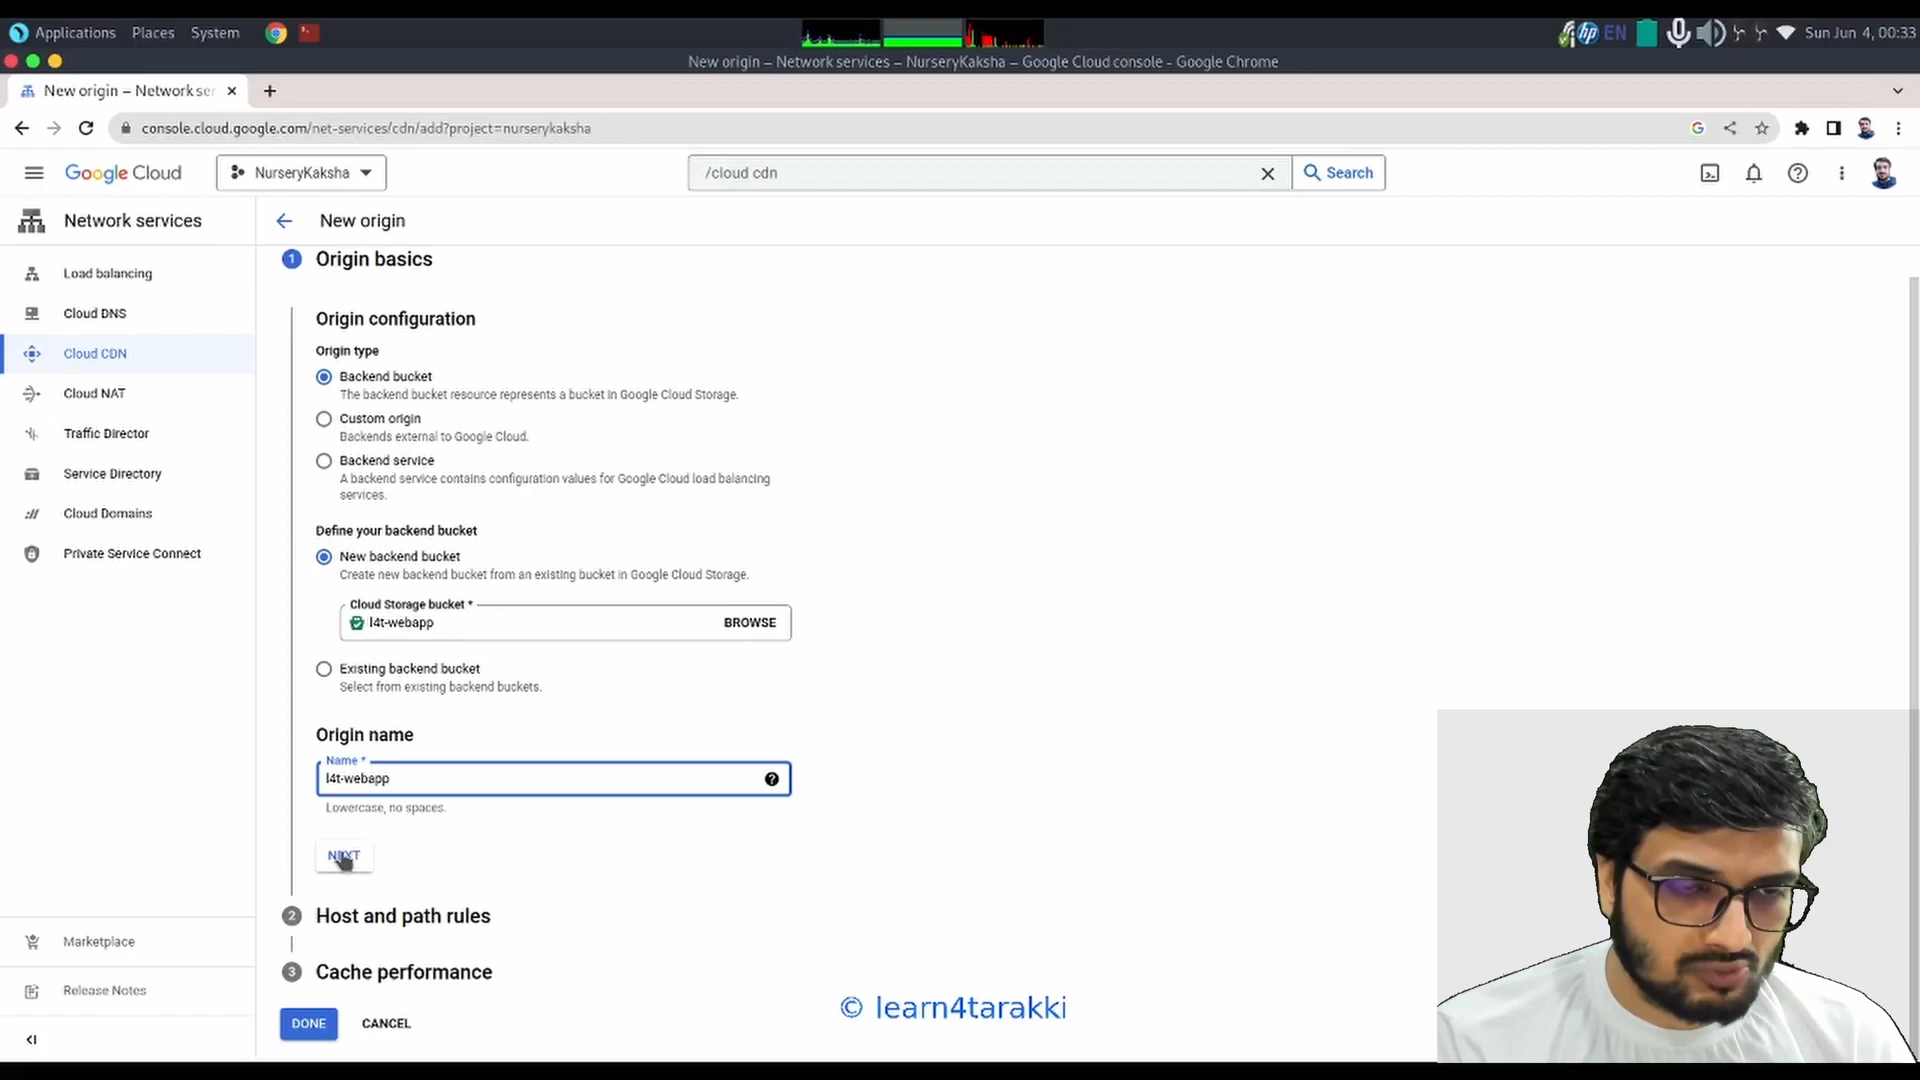 Applications Places System EN Sun Jun 4, 00:33
New origin – Network services – NurseryKaksha – Google Cloud console - Google Chrome
New origin – Network ser
console.cloud.google.com/net-services/cdn/add?project=nurserykaksha
Google Cloud NurseryKaksha /cloud cdn Search
Network services
New origin
Load balancing
Cloud DNS
Cloud CDN
Cloud NAT
Traffic Director
Service Directory
Cloud Domains
Private Service Connect
Marketplace
Release Notes
1 Origin basics
Origin configuration
Origin type
Backend bucket
The backend bucket resource represents a bucket in Google Cloud Storage.
Custom origin
Backends external to Google Cloud.
Backend service
A backend service contains configuration values for Google Cloud load balancing
services.
Define your backend bucket
New backend bucket
Create new backend bucket from an existing bucket in Google Cloud Storage.
Cloud Storage bucket *
l4t-webapp BROWSE
Existing backend bucket
Select from existing backend buckets.
Origin name
Name *
l4t-webapp
Lowercase, no spaces.
NEXT
2 Host and path rules
3 Cache performance
DONE CANCEL
© learn4tarakki